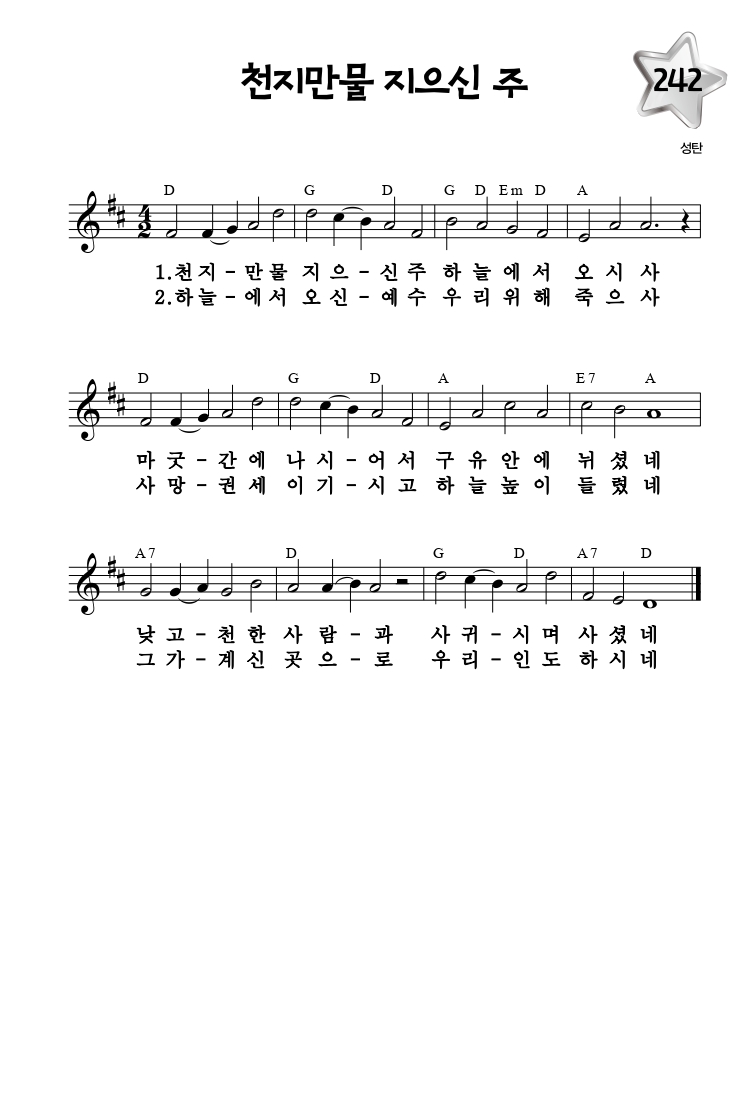 천지만물 지으신 주
242
성탄
D G D G D Em D A
4
2
1.천지-만물 지으-신주 하늘에서 오시사
2.하늘-에서 오신-예수 우리위해 죽으사
D G D A E7 A
마굿-간에 나시-어서 구유안에 뉘셨네
사망-권세 이기-시고 하늘높이 들렸네
A7 D G D A7 D
낮고-천한 사람-과 사귀-시며 사셨네
그가-계신 곳으-로 우리-인도 하시네